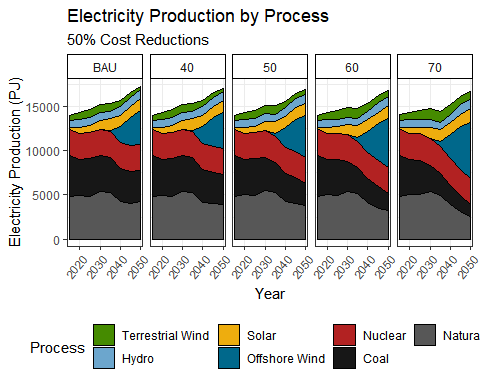 Electricity Production by Process
50% Cost Reductions
BAU 40 50 60 70
Electricity Production (PJ)
15000
10000
5000
0
2020 2030 2040 2050 2020 2030 2040 2050 2020 2030 2040 2050 2020 2030 2040 2050 2020 2030 2040 2050
Year
Process
Terrestrial Wind Solar Nuclear Natura
Hydro Offshore Wind Coal